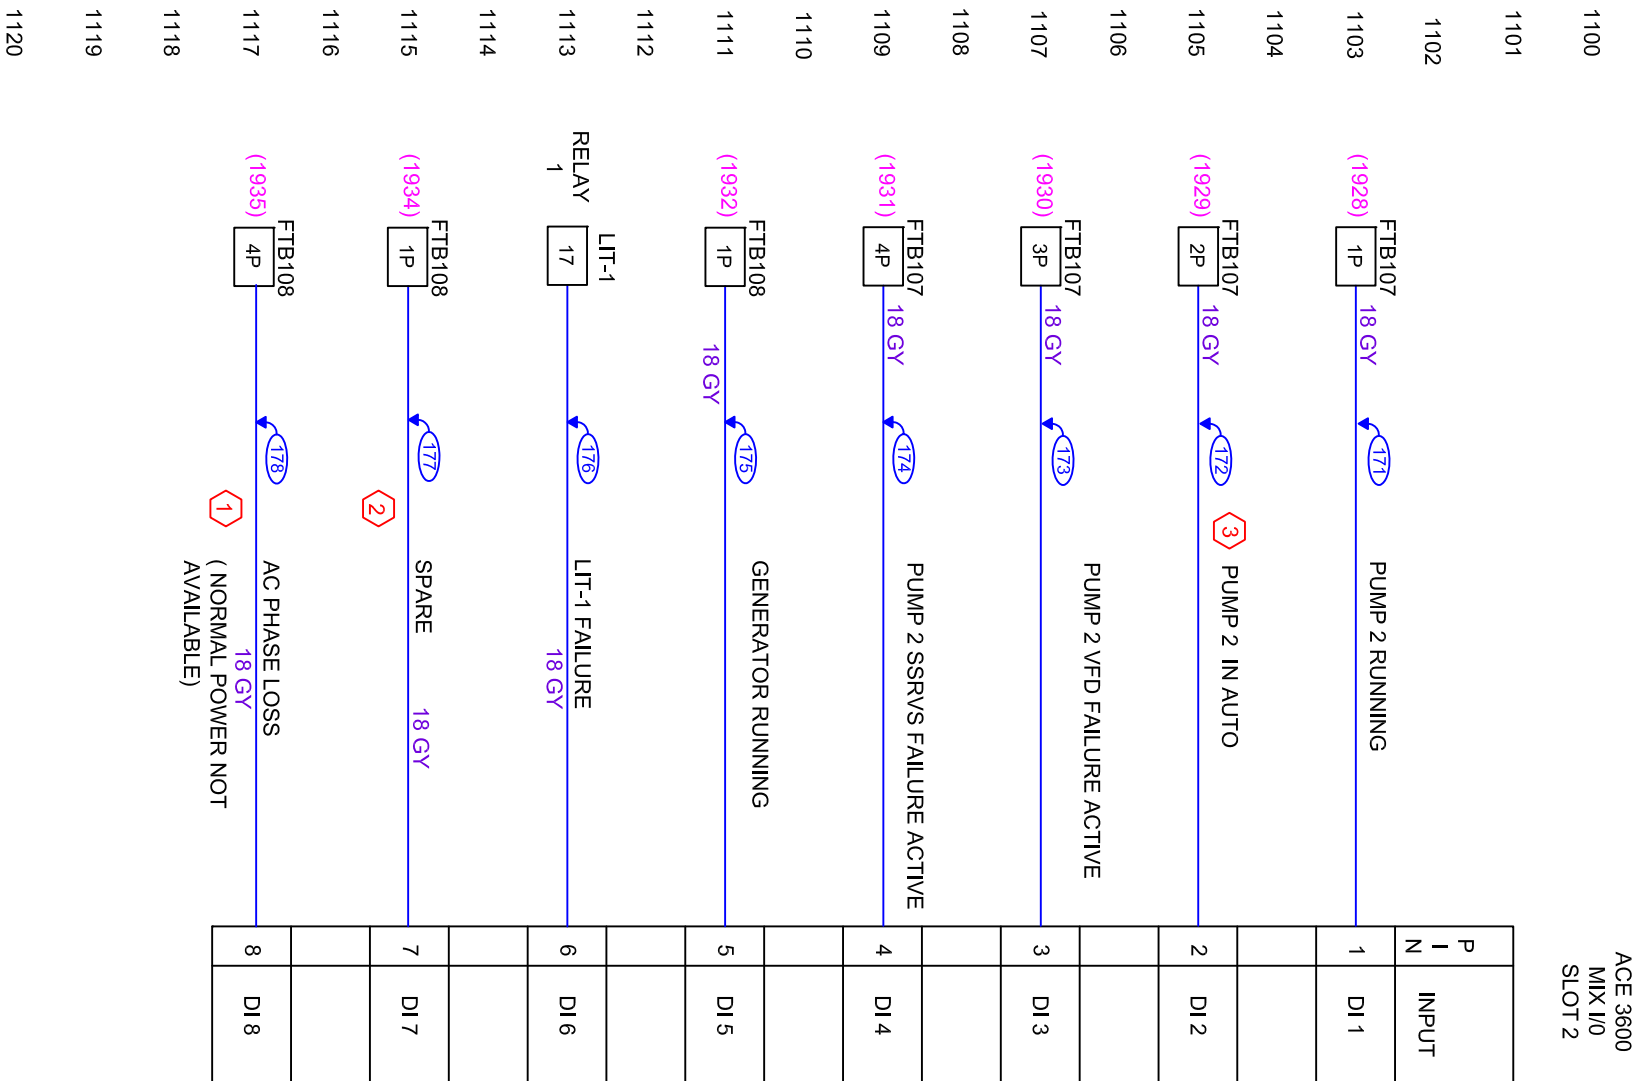 ACE 3600
MIX I/0
SLOT 2
1100
1101
1102
PIN
INPUT
1103
(1928)
FTB107
1P
18 GY
171
PUMP 2 RUNNING
1
DI 1
1104
1105
(1929)
FTB107
2P
18 GY
172
3
PUMP 2 IN AUTO
2
DI 2
1106
1107
(1930)
FTB107
3P
18 GY
173
PUMP 2 VFD FAILURE ACTIVE
3
DI 3
1108
1109
(1931)
FTB107
4P
18 GY
174
PUMP 2 SSRVS FAILURE ACTIVE
4
DI 4
1110
1111
(1932)
FTB108
1P
18 GY
175
GENERATOR RUNNING
5
DI 5
1112
1113
RELAY
1
LIT-1
17
176
LIT-1 FAILURE
18 GY
6
DI 6
1114
1115
(1934)
FTB108
1P
177
2
SPARE
18 GY
7
DI 7
1116
1117
(1935)
FTB108
4P
178
1
AC PHASE LOSS
18 GY
( NORMAL POWER NOT
AVAILABLE)
8
DI 8
1118
1119
1120